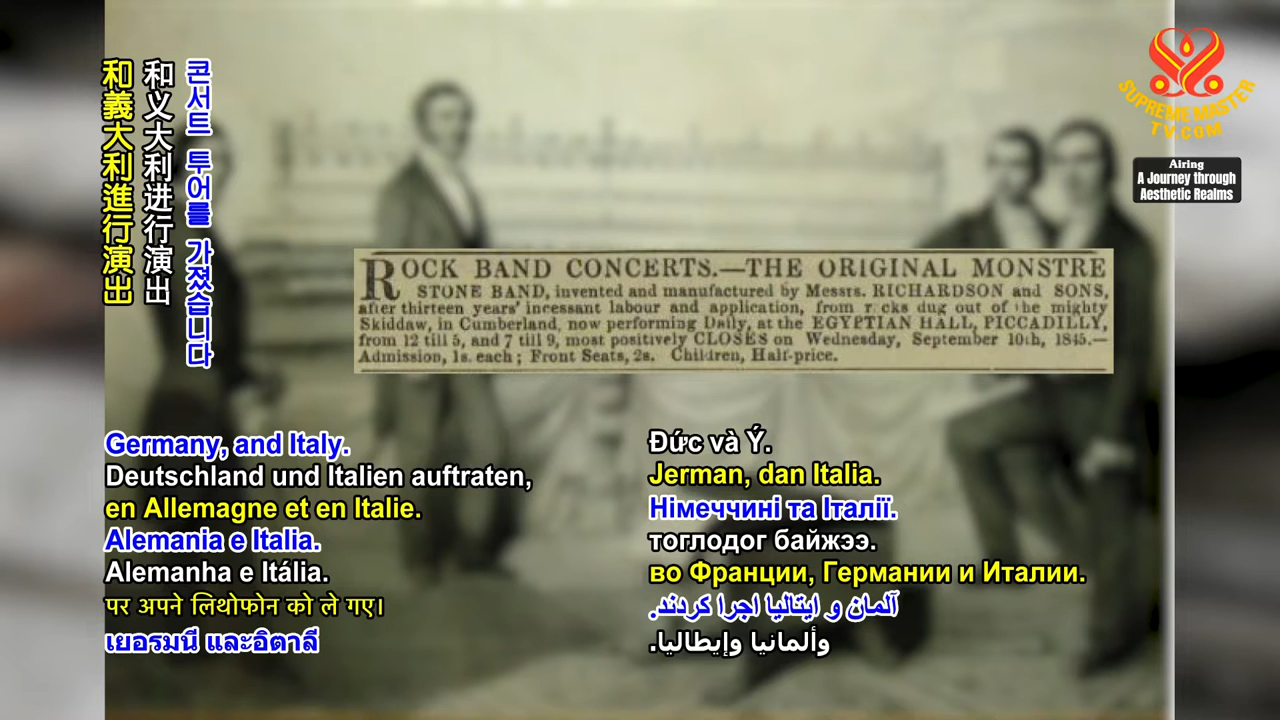 和義大利進行演出
和义大利进行演出
콘서트 투어를 가졌습니다
SUPREME MASTER
TV.COM
Airing
A Journey through
Aesthetic Realms
ROCK BAND CONCERTS.—THE ORIGINAL MONSTRE
STONE BAND, invented and manufactured by Messrs. RICHARDSON and SONS,
after thirteen years' incessant labour and application, from rocks dug out of the mighty
Skiddaw, in Cumberland, now performing Daily, at the EGYPTIAN HALL, PICCADILLY,
from 12 till 5, and 7 till 9, most positively CLOSES on Wednesday, September 10th, 1845.—
Admission, 1s. each; Front Seats, 2s. Children, Half-price.
Germany, and Italy.
Deutschland und Italien auftraten,
en Allemagne et en Italie.
Alemania e Italia.
Alemanha e Itália.
पर अपने लिथोफोन को ले गए।
เยอรมนี และอิตาลี
Đức và Ý.
Jerman, dan Italia.
Німеччині та Італії.
тоглодог байжээ.
во Франции, Германии и Италии.
آلمان و ایتالیا اجرا کردند.
وألمانيا وإيطاليا.